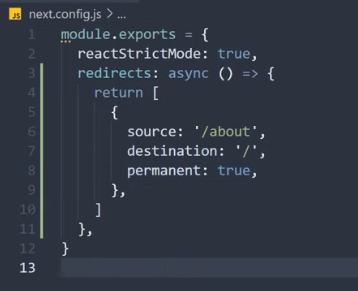 JS next.config.js > ...
1 module.exports = {
2   reactStrictMode: true,
3   redirects: async () => {
4     return [
5       {
6         source: '/about',
7         destination: '/',
8         permanent: true,
9       },
10     ]
11   },
12 }
13